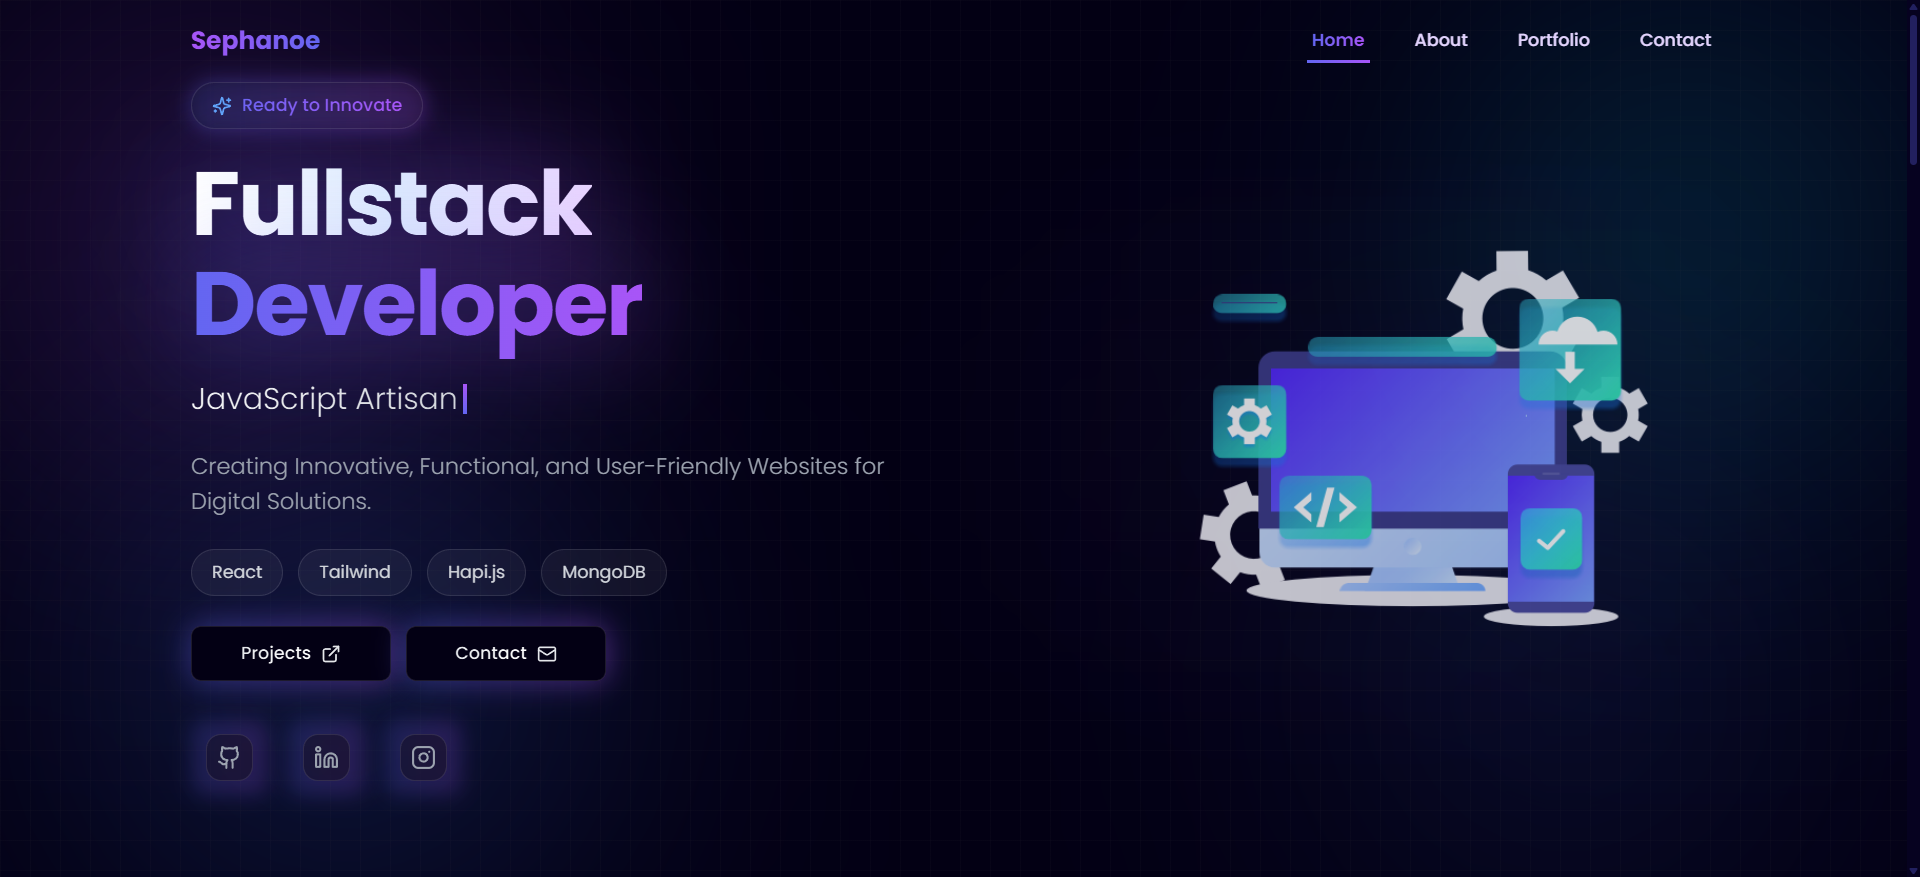 Sephanoe
Home
About
Portfolio
Contact
Ready to Innovate
Fullstack
Developer
JavaScript Artisan
Creating Innovative, Functional, and User-Friendly Websites for
Digital Solutions.
React
Tailwind
Hapi.js
MongoDB
Projects
Contact